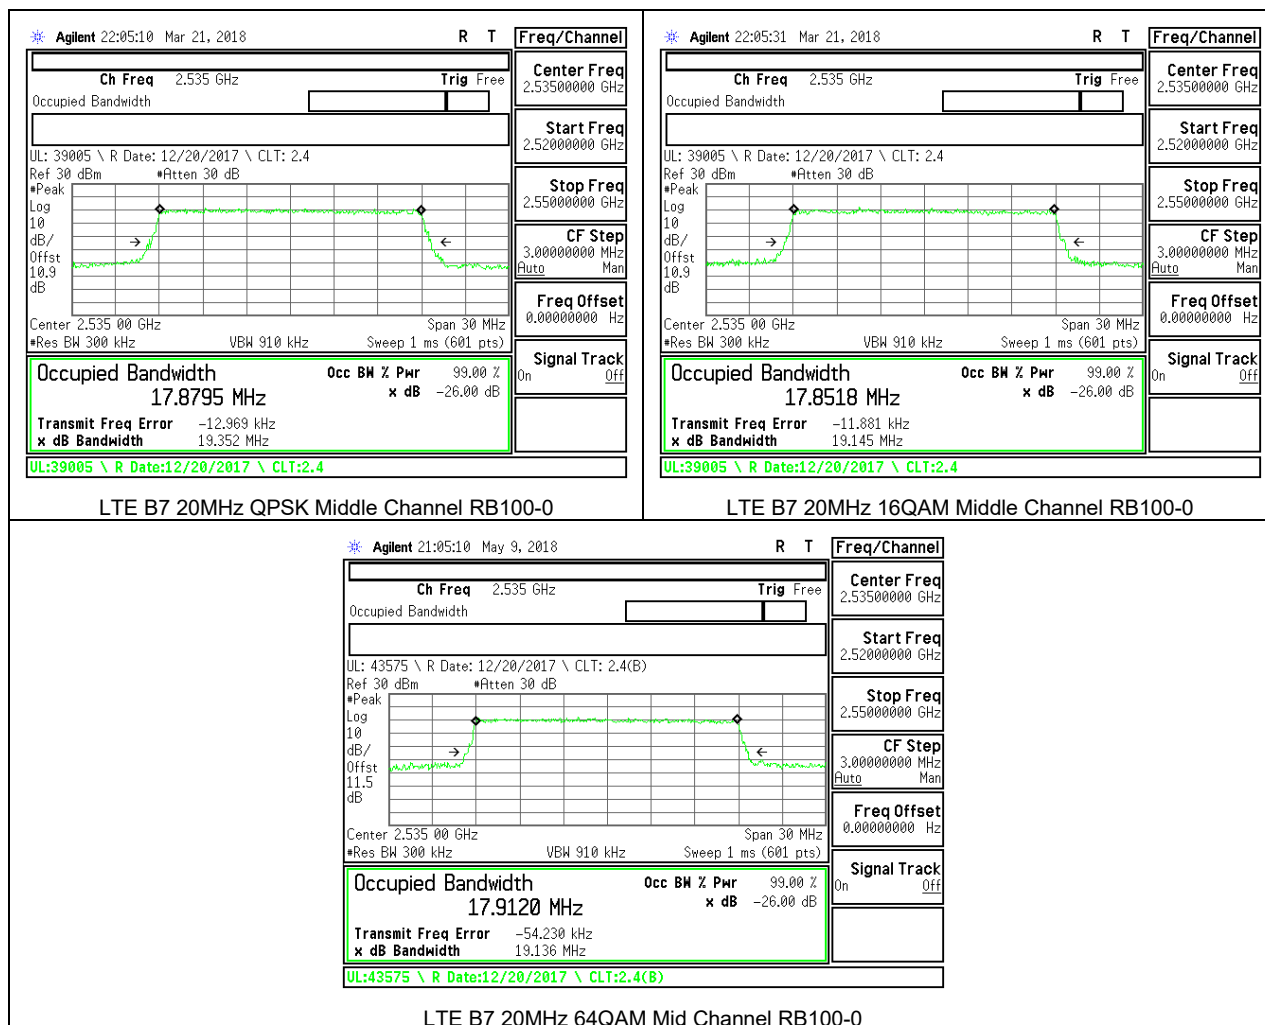 Agilent 22:05:10 Mar 21, 2018 R T Freq/Channel
Ch Freq 2.535 GHz Trig Free
Occupied Bandwidth
Center Freq
2.53500000 GHz
Start Freq
2.52000000 GHz
UL: 39005 \ R Date: 12/20/2017 \ CLT: 2.4
Ref 30 dBm #Atten 30 dB
#Peak
Log
10
dB/
Offst
10.9
dB
Stop Freq
2.55000000 GHz
CF Step
3.00000000 MHz
Auto Man
Freq Offset
0.00000000 Hz
Center 2.535 00 GHz Span 30 MHz
#Res BW 300 kHz VBW 910 kHz Sweep 1 ms (601 pts)
Signal Track
On Off
Occupied Bandwidth Occ BW % Pwr 99.00 %
17.8795 MHz x dB -26.00 dB
Transmit Freq Error -12.969 kHz
x dB Bandwidth 19.352 MHz
UL:39005 \ R Date:12/20/2017 \ CLT:2.4
LTE B7 20MHz QPSK Middle Channel RB100-0
Agilent 22:05:31 Mar 21, 2018 R T Freq/Channel
Ch Freq 2.535 GHz Trig Free
Occupied Bandwidth
Center Freq
2.53500000 GHz
Start Freq
2.52000000 GHz
UL: 39005 \ R Date: 12/20/2017 \ CLT: 2.4
Ref 30 dBm #Atten 30 dB
#Peak
Log
10
dB/
Offst
10.9
dB
Stop Freq
2.55000000 GHz
CF Step
3.00000000 MHz
Auto Man
Freq Offset
0.00000000 Hz
Center 2.535 00 GHz Span 30 MHz
#Res BW 300 kHz VBW 910 kHz Sweep 1 ms (601 pts)
Signal Track
On Off
Occupied Bandwidth Occ BW % Pwr 99.00 %
17.8518 MHz x dB -26.00 dB
Transmit Freq Error -11.881 kHz
x dB Bandwidth 19.145 MHz
UL:39005 \ R Date:12/20/2017 \ CLT:2.4
LTE B7 20MHz 16QAM Middle Channel RB100-0
Agilent 21:05:10 May 9, 2018 R T Freq/Channel
Ch Freq 2.535 GHz Trig Free
Occupied Bandwidth
Center Freq
2.53500000 GHz
Start Freq
2.52000000 GHz
UL: 43575 \ R Date: 12/20/2017 \ CLT: 2.4(B)
Ref 30 dBm #Atten 30 dB
#Peak
Log
10
dB/
Offst
11.5
dB
Stop Freq
2.55000000 GHz
CF Step
3.00000000 MHz
Auto Man
Freq Offset
0.00000000 Hz
Center 2.535 00 GHz Span 30 MHz
#Res BW 300 kHz VBW 910 kHz Sweep 1 ms (601 pts)
Signal Track
On Off
Occupied Bandwidth Occ BW % Pwr 99.00 %
17.9120 MHz x dB -26.00 dB
Transmit Freq Error -54.230 kHz
x dB Bandwidth 19.136 MHz
UL:43575 \ R Date:12/20/2017 \ CLT:2.4(B)
LTE B7 20MHz 64QAM Mid Channel RB100-0